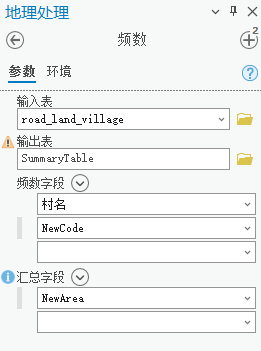 地理处理
频数
2
参数 环境
?
输入表
road_land_village
输出表
SummaryTable
频数字段
村名
NewCode
汇总字段
NewArea